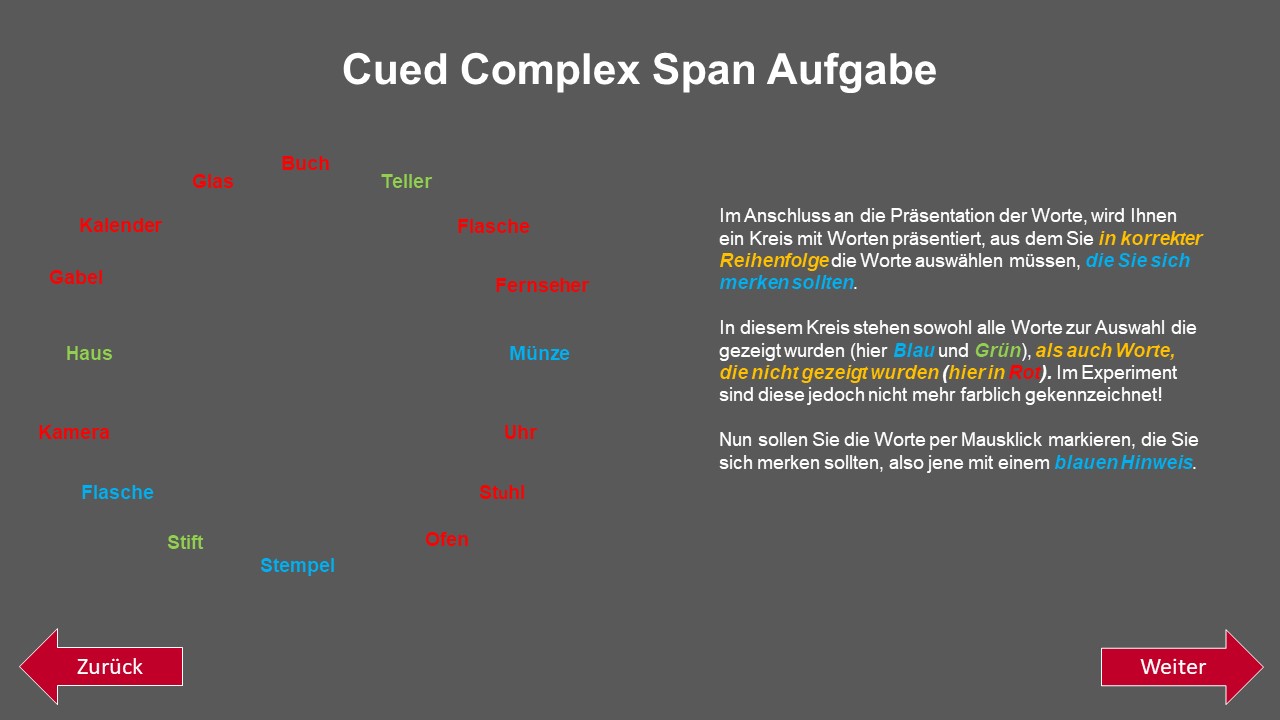 Cued Complex Span Aufgabe
Buch
Glas
Teller
Kalender
Flasche
Gabel
Fernseher
Haus
Münze
Kamera
Uhr
Flasche
Stuhl
Stift
Ofen
Stempel
Im Anschluss an die Präsentation der Worte, wird Ihnen
ein Kreis mit Worten präsentiert, aus dem Sie in korrekter
Reihenfolge die Worte auswählen müssen, die Sie sich
merken sollten.
In diesem Kreis stehen sowohl alle Worte zur Auswahl die
gezeigt wurden (hier Blau und Grün), als auch Worte,
die nicht gezeigt wurden (hier in Rot). Im Experiment
sind diese jedoch nicht mehr farblich gekennzeichnet!
Nun sollen Sie die Worte per Mausklick markieren, die Sie
sich merken sollten, also jene mit einem blauen Hinweis.
Zurück
Weiter